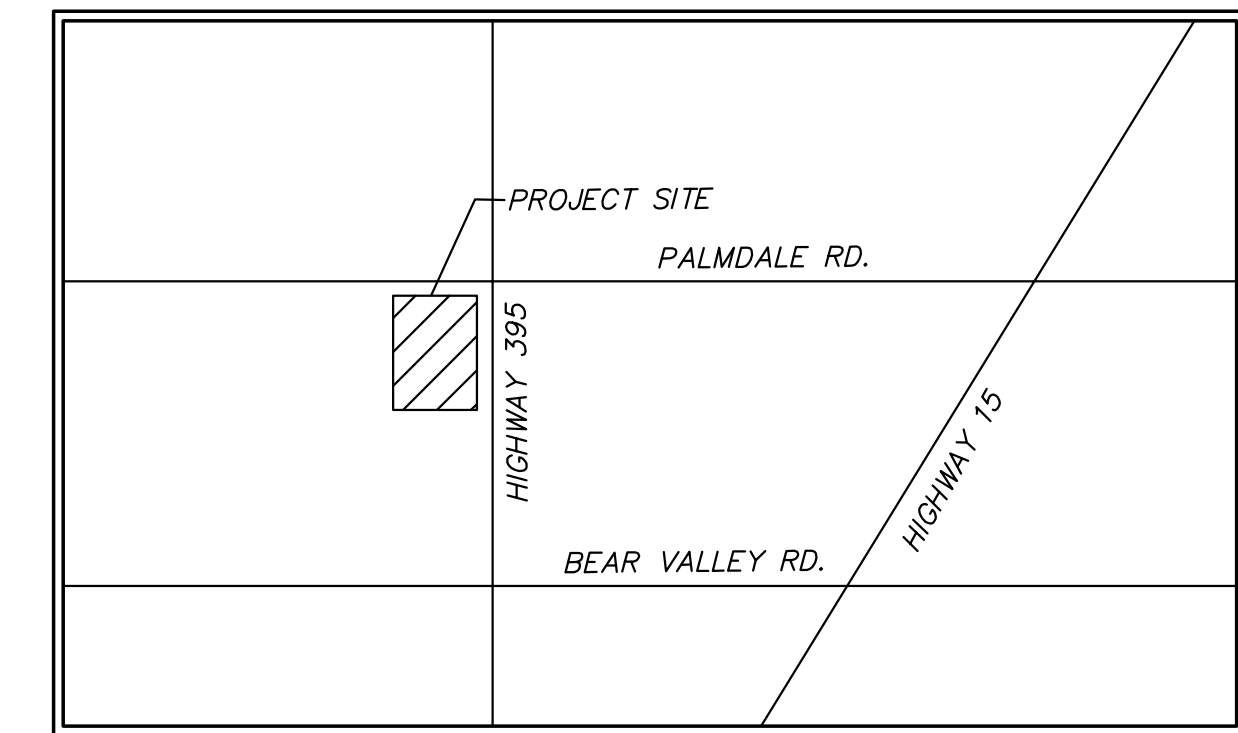 PROJECT SITE
PALMDALE RD.
HIGHWAY 395
HIGHWAY 15
BEAR VALLEY RD.